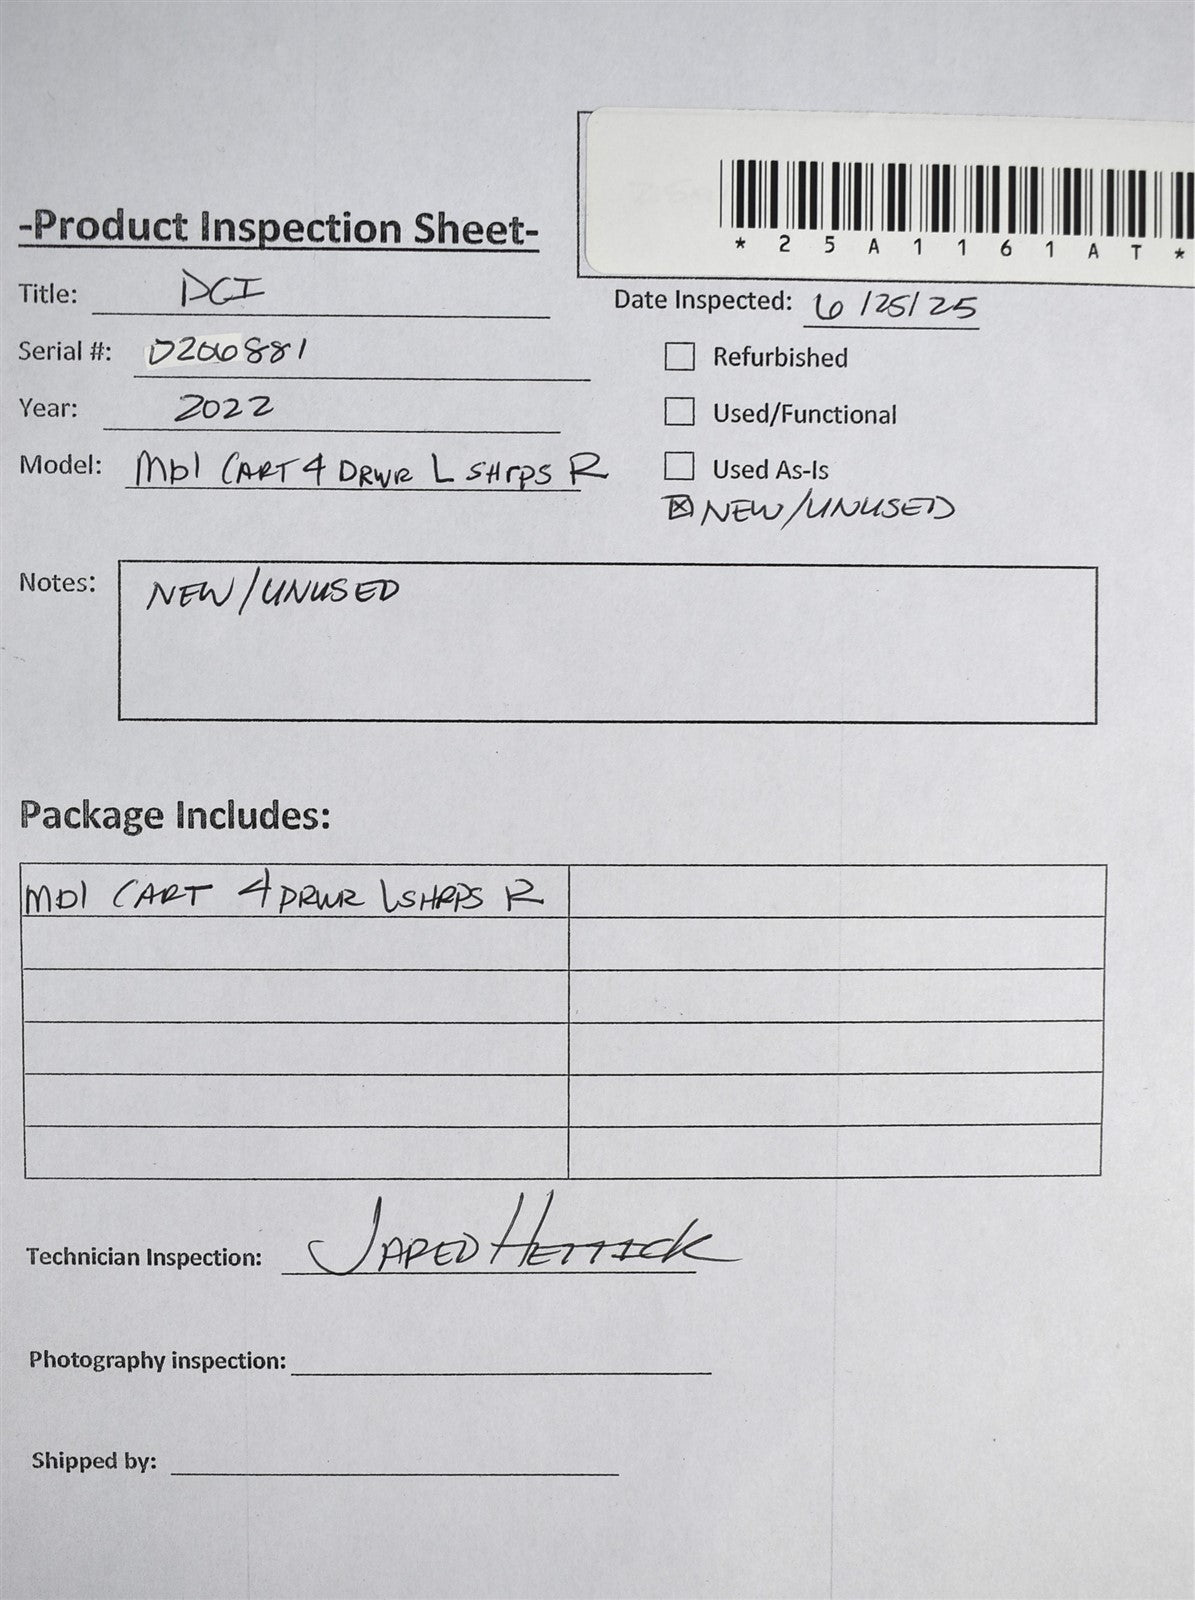 *25A1161AT*
-Product Inspection Sheet-
Title: DCI
Date Inspected: 6/25/25
Serial #: D206881
Refurbished
Year: 2022
Used/Functional
Model: Mbl CART 4 DRWR L SHrPS R
Used As-Is
NEW/UNUSED
Notes: NEW/UNUSED
Package Includes:
Mbl CART 4 DRWR L SHRPS R
Technician Inspection: JARED HETTICK
Photography inspection:
Shipped by: